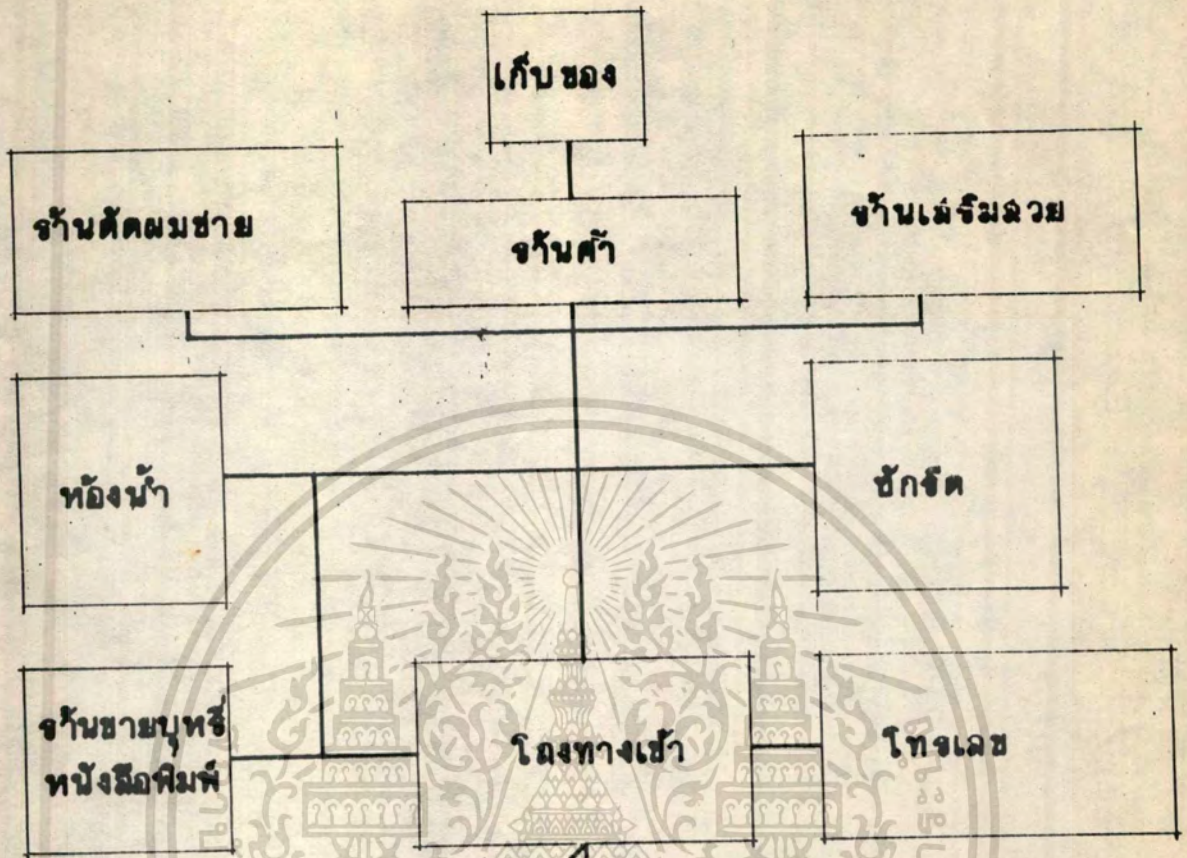 เก็บของ
ร้านตัดผมชาย
ร้านค้า
ร้านเสริมสวย
ห้องน้ำ
ซักรีด
ร้านขายบุหรี่
หนังสือพิมพ์
โถงทางเข้า
โทรเลข